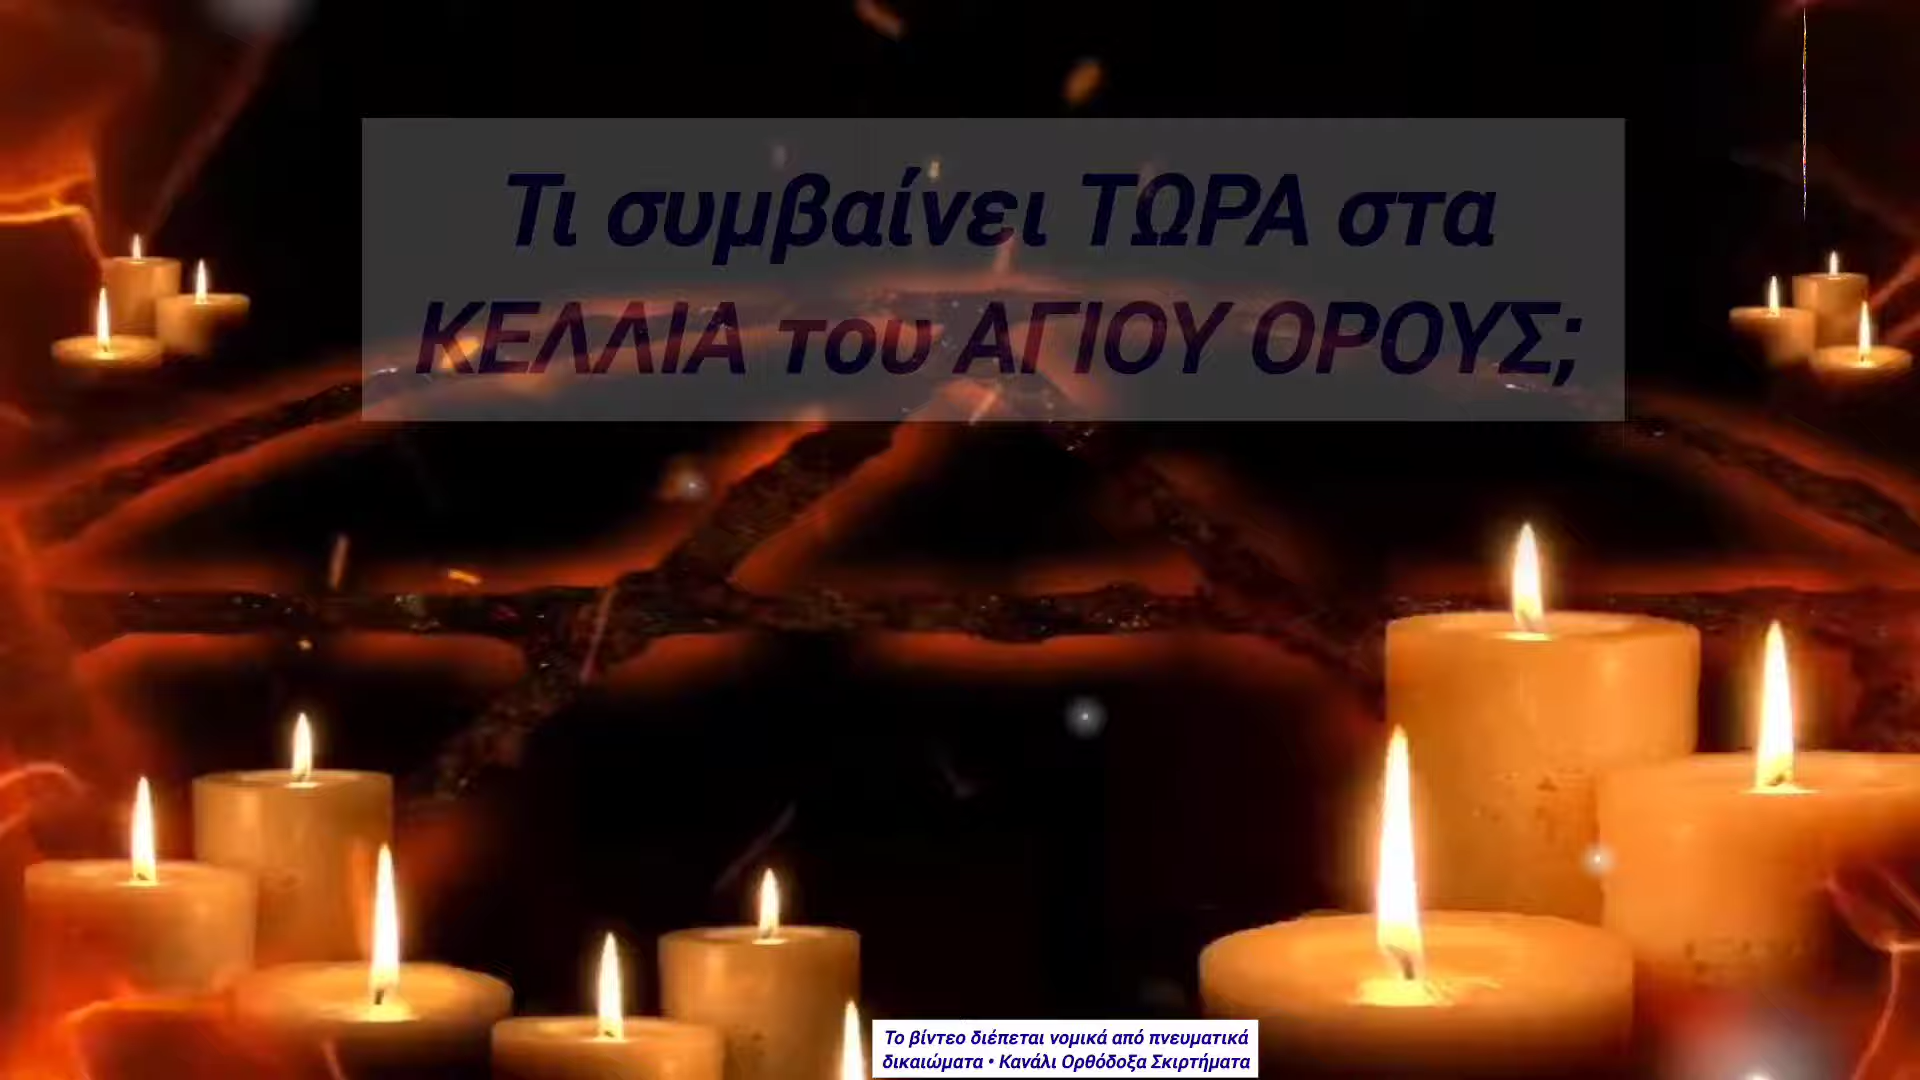 Τι συμβαίνει ΤΩΡΑ στα
ΚΕΛΛΙΑ του ΑΓΙΟΥ ΟΡΟΥΣ;
Το βίντεο διέπεται νομικά από πνευματικά
δικαιώματα • Κανάλι Ορθόδοξα Σκιρτήματα